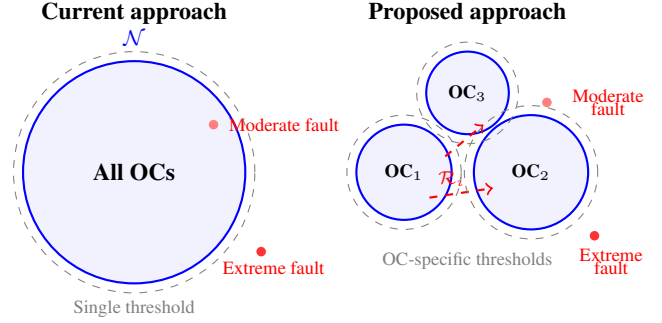 Current approach
𝒩
All OCs
Moderate fault
Extreme fault
Single threshold
Proposed approach
OC₃
Moderate
fault
OC₁
ℛ
OC₂
OC-specific thresholds
Extreme
fault